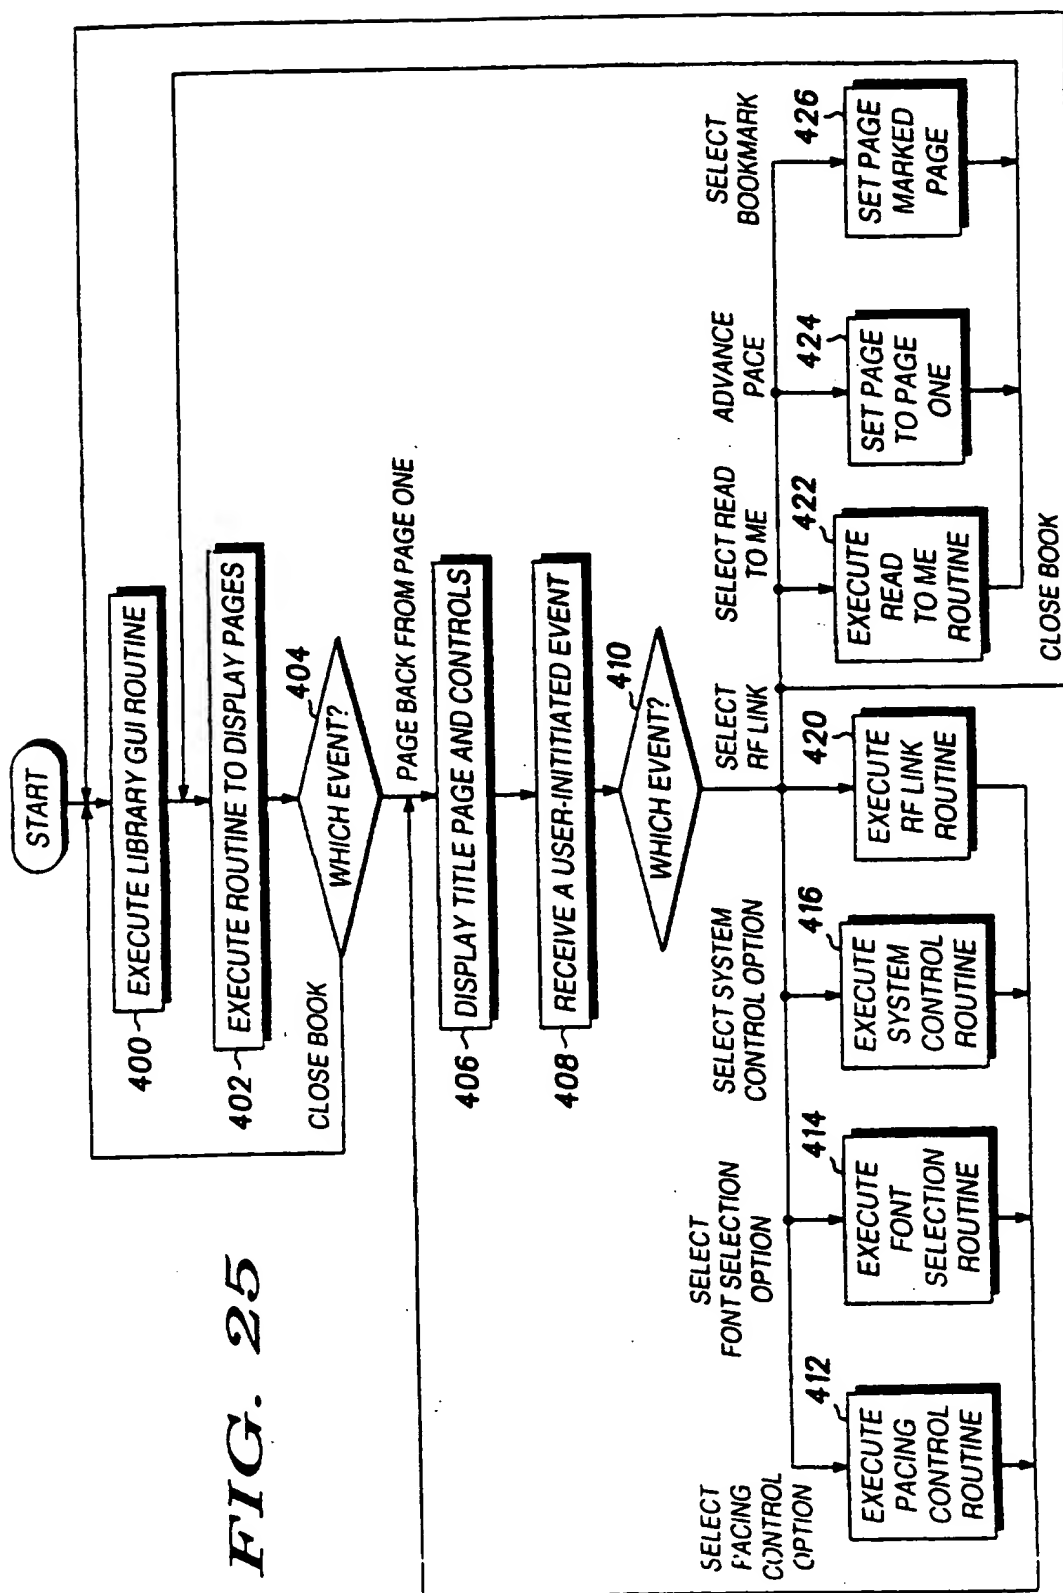 FIG. 25
START
EXECUTE LIBRARY GUI ROUTINE
400
EXECUTE ROUTINE TO DISPLAY PAGES
402
WHICH EVENT?
404
CLOSE BOOK
PAGE BACK FROM PAGE ONE
DISPLAY TITLE PAGE AND CONTROLS
406
RECEIVE A USER-INITITIATED EVENT
408
WHICH EVENT?
410
SELECT
PACING
CONTROL
OPTION
412
EXECUTE
PACING
CONTROL
ROUTINE
SELECT
FONT SELECTION
OPTION
414
EXECUTE
FONT
SELECTION
ROUTINE
SELECT SYSTEM
CONTROL OPTION
416
EXECUTE
SYSTEM
CONTROL
ROUTINE
SELECT
RF LINK
420
EXECUTE
RF LINK
ROUTINE
SELECT READ
TO ME
422
EXECUTE
READ
TO ME
ROUTINE
ADVANCE
PACE
424
SET PAGE
TO PAGE
ONE
SELECT
BOOKMARK
426
SET PAGE
MARKED
PAGE
CLOSE BOOK